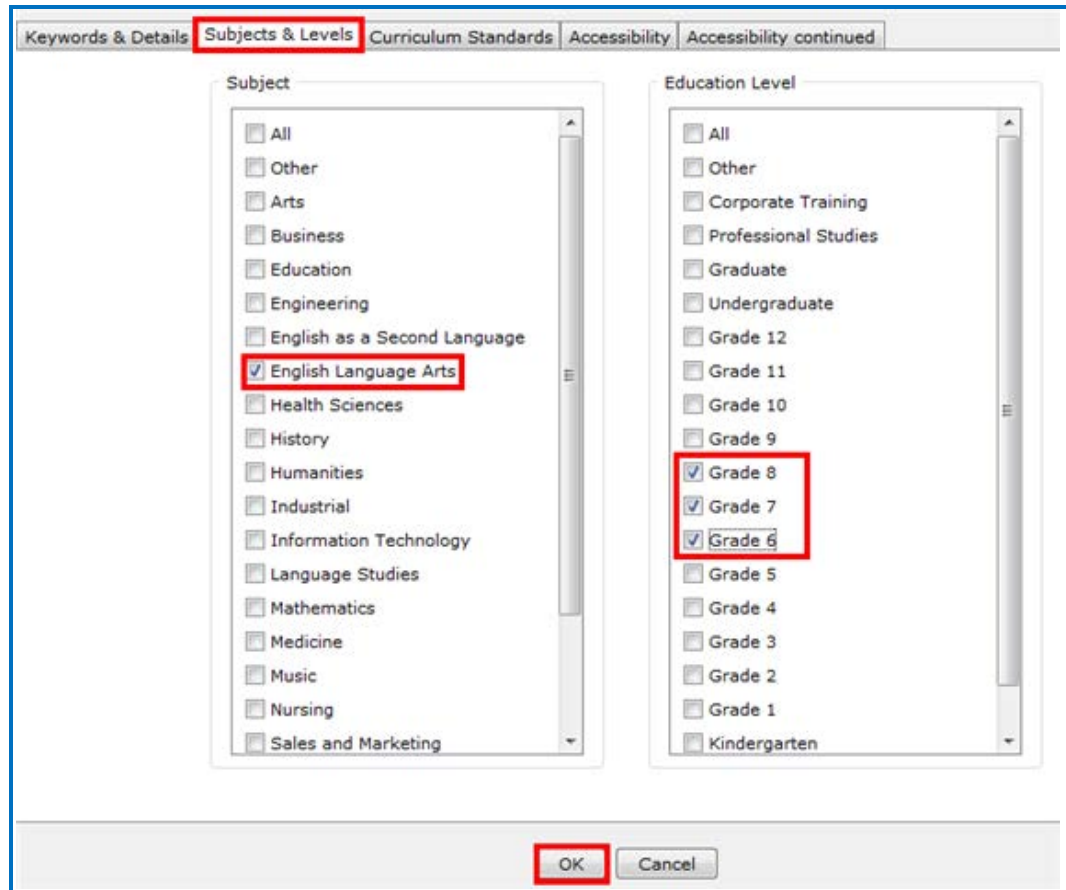 Keywords & Details Subjects & Levels Curriculum Standards Accessibility Accessibility continued
Subject
All
Other
Arts
Business
Education
Engineering
English as a Second Language
English Language Arts
Health Sciences
History
Humanities
Industrial
Information Technology
Language Studies
Mathematics
Medicine
Music
Nursing
Sales and Marketing
Education Level
All
Other
Corporate Training
Professional Studies
Graduate
Undergraduate
Grade 12
Grade 11
Grade 10
Grade 9
Grade 8
Grade 7
Grade 6
Grade 5
Grade 4
Grade 3
Grade 2
Grade 1
Kindergarten
OK Cancel